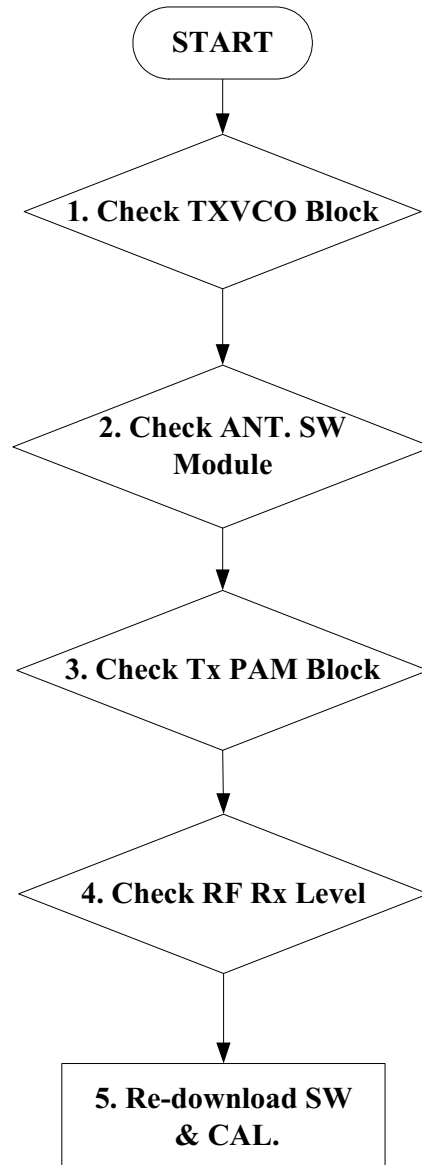 START
1. Check TXVCO Block
2. Check ANT. SW
Module
3. Check Tx PAM Block
4. Check RF Rx Level
5. Re-download SW
& CAL.